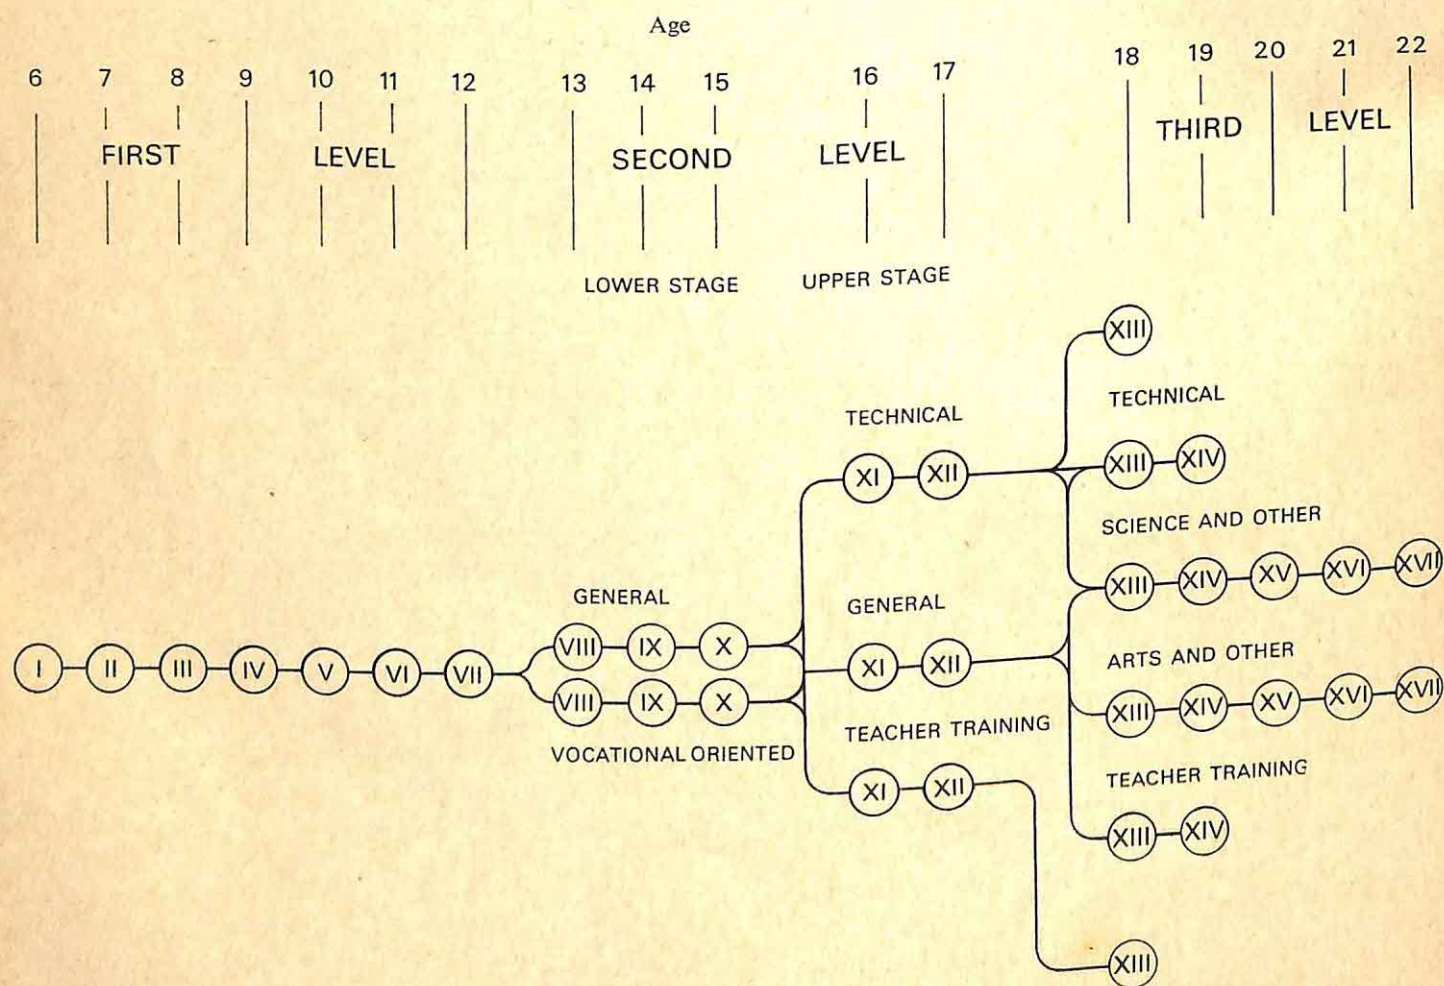 Age
6 7 8 9 10 11 12 13 14 15 16 17 18 19 20 21 22
FIRST LEVEL SECOND LEVEL THIRD LEVEL
LOWER STAGE UPPER STAGE
XIII
TECHNICAL TECHNICAL
XI XII XIII XIV
SCIENCE AND OTHER
XIII XIV XV XVI XVII
GENERAL GENERAL
VIII IX X
ARTS AND OTHER
I II III IV V VI VII XI XII
VIII IX X XIII XIV XV XVI XVII
VOCATIONAL ORIENTED TEACHER TRAINING
TEACHER TRAINING
XI XII XIII XIV
XIII